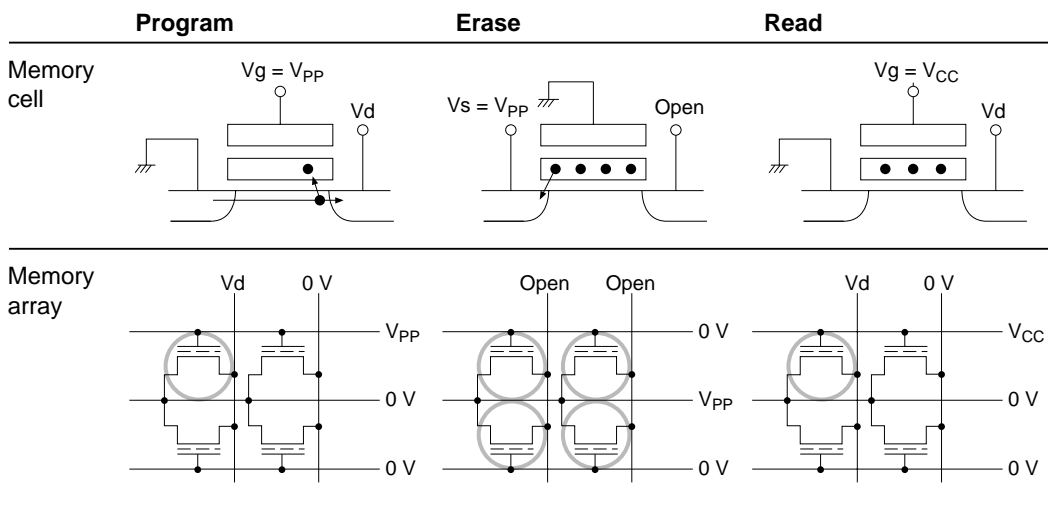 Program Erase Read
Memory
cell
Vg = VPP
Vd
Vs = VPP
Open
Vg = VCC
Vd
Memory
array
Vd 0 V
VPP
0 V
0 V
Open Open
0 V
VPP
0 V
Vd 0 V
VCC
0 V
0 V